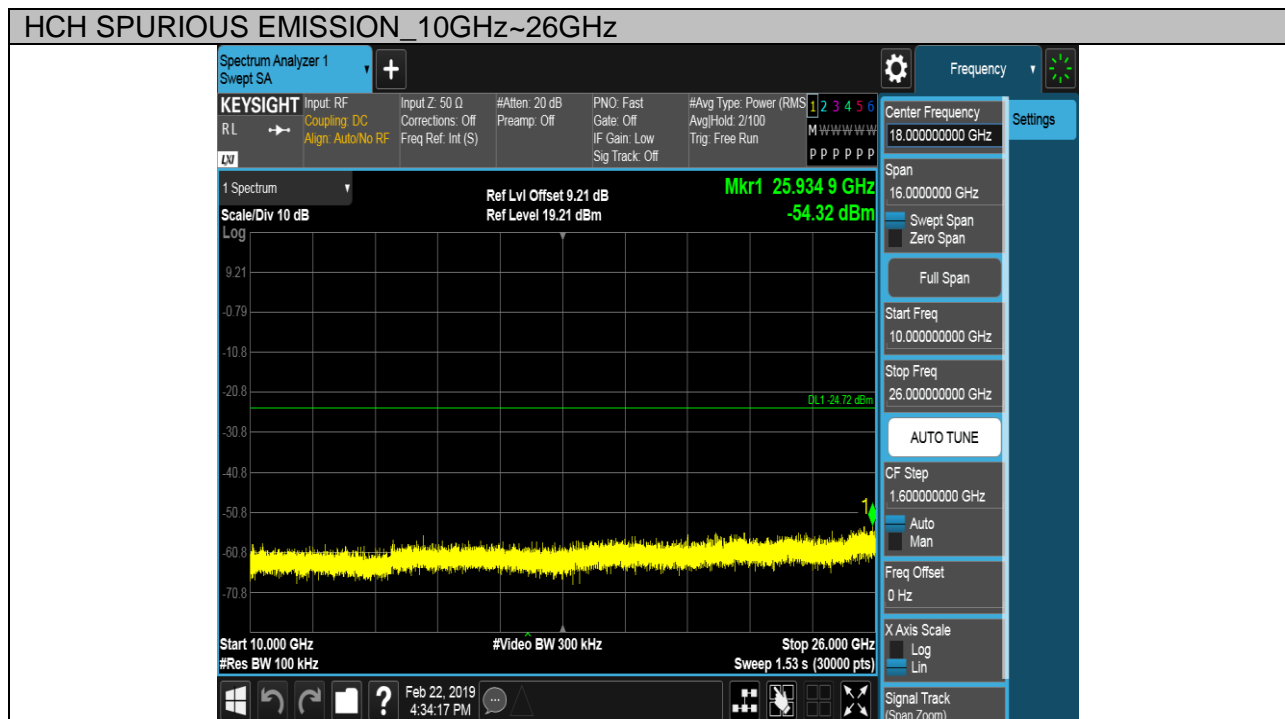 HCH SPURIOUS EMISSION_10GHz~26GHz
Spectrum Analyzer 1
Swept SA
+
Frequency
KEYSIGHT
RL
LXI
Input: RF
Coupling: DC
Align: Auto/No RF
Input Z: 50 Ω
Corrections: Off
Freq Ref: Int (S)
#Atten: 20 dB
Preamp: Off
PNO: Fast
Gate: Off
IF Gain: Low
Sig Track: Off
#Avg Type: Power (RMS
Avg|Hold: 2/100
Trig: Free Run
1 2 3 4 5 6
M W W W W W
P P P P P P
1 Spectrum
Scale/Div 10 dB
Log
Ref Lvl Offset 9.21 dB
Ref Level 19.21 dBm
Mkr1 25.934 9 GHz
-54.32 dBm
9.21
-0.79
-10.8
-20.8
DL1 -24.72 dBm
-30.8
-40.8
-50.8
1
-60.8
-70.8
Start 10.000 GHz
#Res BW 100 kHz
#Video BW 300 kHz
Stop 26.000 GHz
Sweep 1.53 s (30000 pts)
?
Feb 22, 2019
4:34:17 PM
Center Frequency
18.000000000 GHz
Span
16.0000000 GHz
Swept Span
Zero Span
Full Span
Start Freq
10.000000000 GHz
Stop Freq
26.000000000 GHz
AUTO TUNE
CF Step
1.600000000 GHz
Auto
Man
Freq Offset
0 Hz
X Axis Scale
Log
Lin
Signal Track
(Span Zoom)
Settings